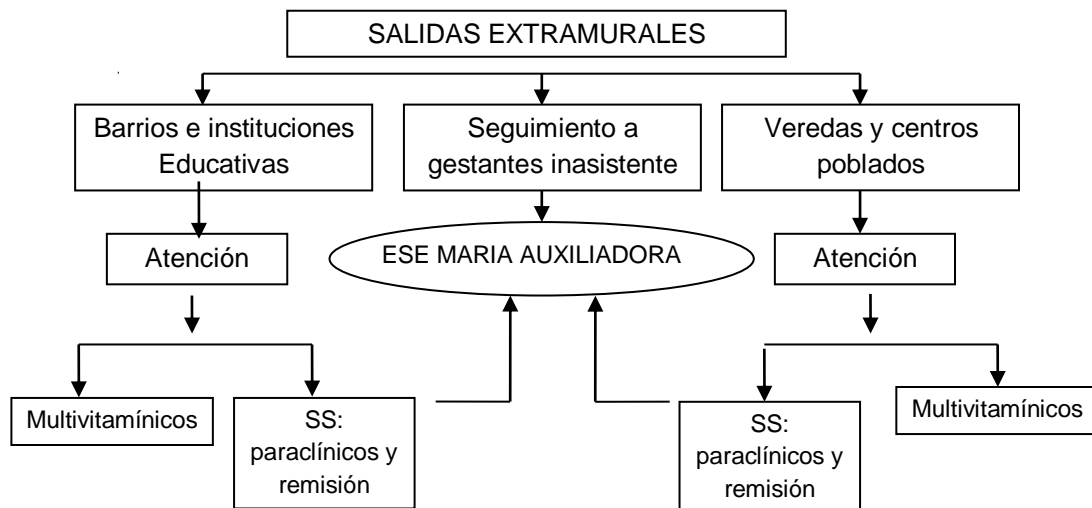 SALIDAS EXTRAMURALES
Barrios e instituciones
Educativas
Seguimiento a
gestantes inasistente
Veredas y centros
poblados
Atención
ESE MARIA AUXILIADORA
Atención
Multivitamínicos
SS:
paraclínicos y
remisión
SS:
paraclínicos y
remisión
Multivitamínicos